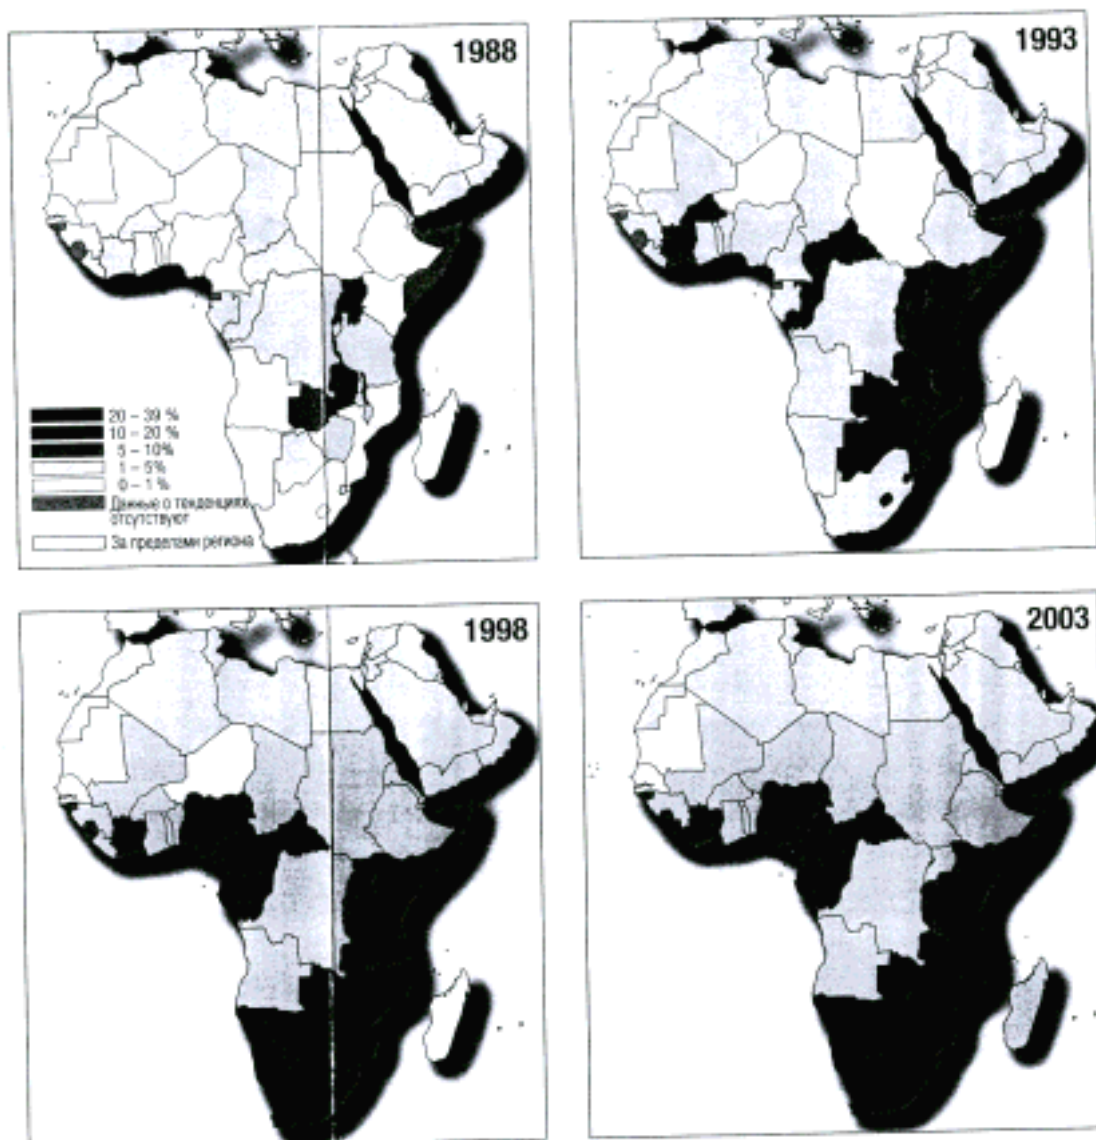 1988
1993
20 – 39 %
10 – 20 %
5 – 10%
1 – 5%
0 – 1 %
Данные о тенденциях
отсутствуют
За пределами региона
1998
2003